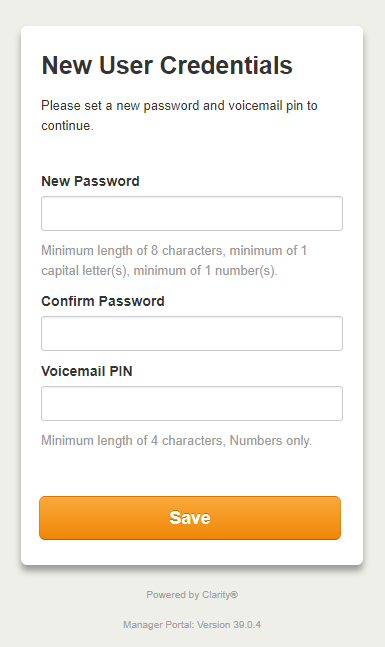 New User Credentials
Please set a new password and voicemail pin to
continue.
New Password
Minimum length of 8 characters, minimum of 1
capital letter(s), minimum of 1 number(s).
Confirm Password
Voicemail PIN
Minimum length of 4 characters, Numbers only.
Save
Powered by Clarity®
Manager Portal: Version 39.0.4